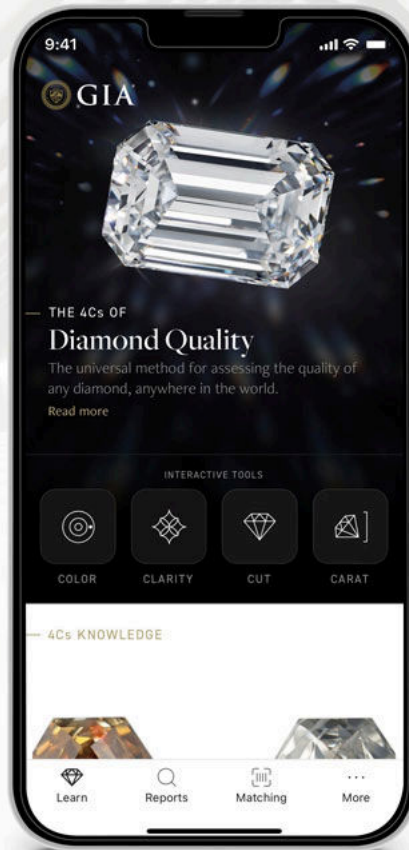 9:41
GIA
THE 4Cs OF
Diamond Quality
The universal method for assessing the quality of
any diamond, anywhere in the world.
Read more
INTERACTIVE TOOLS
COLOR CLARITY CUT CARAT
4Cs KNOWLEDGE
Learn Reports Matching More